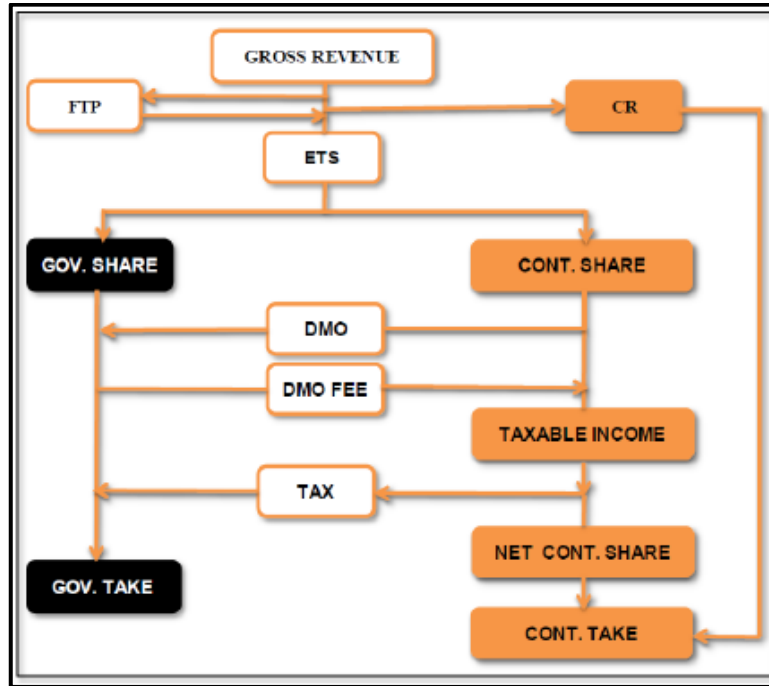 GROSS REVENUE
FTP
CR
ETS
GOV. SHARE
CONT. SHARE
DMO
DMO FEE
TAXABLE INCOME
TAX
NET CONT. SHARE
GOV. TAKE
CONT. TAKE